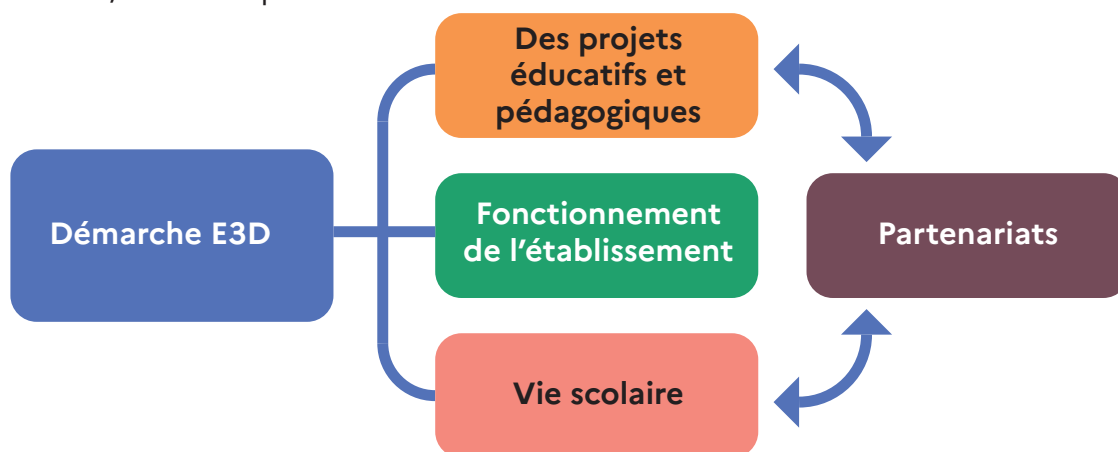 Des projets
éducatifs et
pédagogiques
Démarche E3D
Fonctionnement
de l'établissement
Partenariats
Vie scolaire